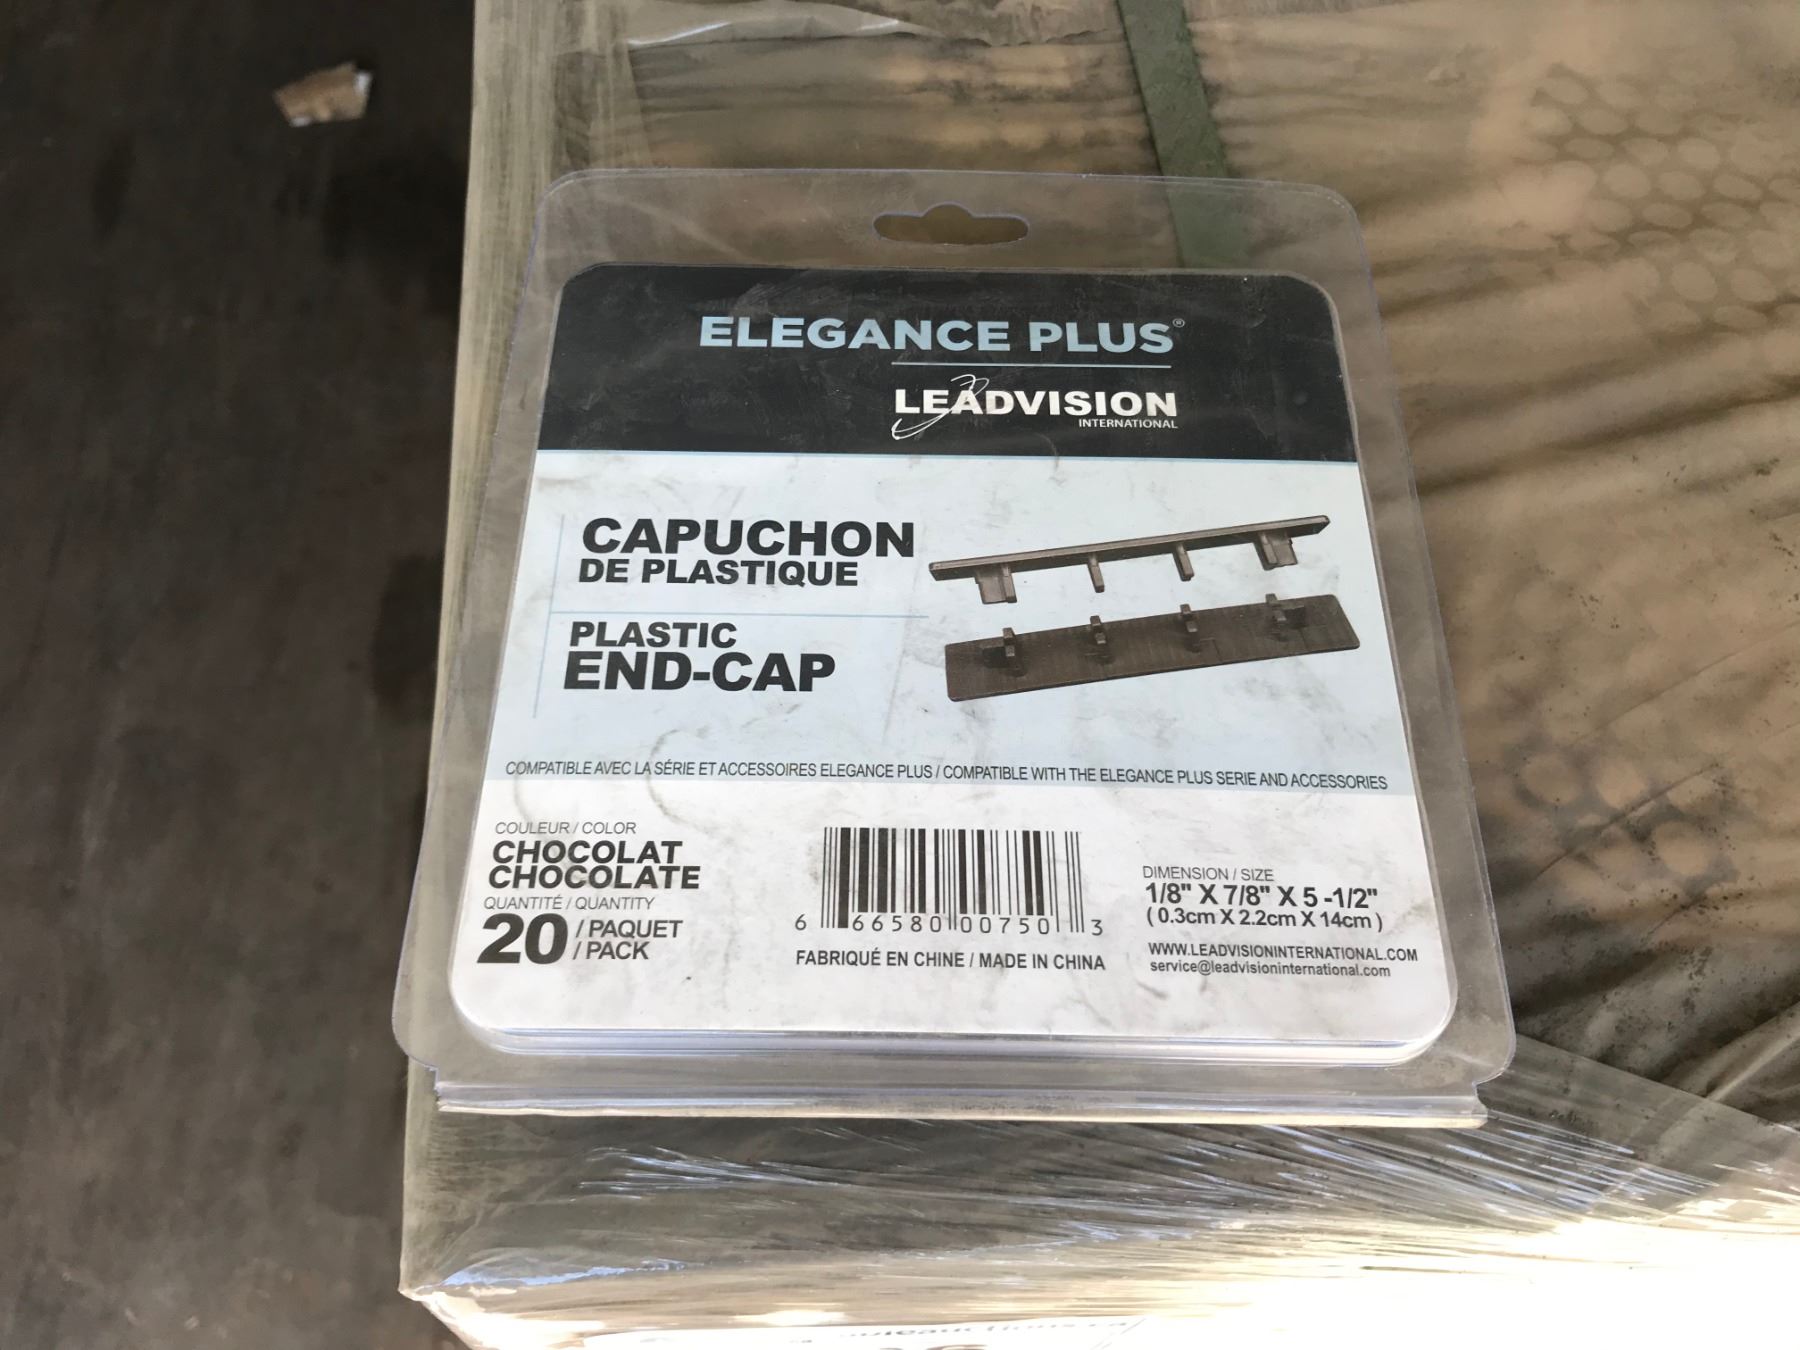 ELEGANCE PLUS®
LEADVISION
INTERNATIONAL
CAPUCHON
DE PLASTIQUE
PLASTIC
END-CAP
COMPATIBLE AVEC LA SÉRIE ET ACCESSOIRES ELEGANCE PLUS / COMPATIBLE WITH THE ELEGANCE PLUS SERIE AND ACCESSORIES
COULEUR / COLOR
CHOCOLAT
CHOCOLATE
QUANTITÉ / QUANTITY
20 / PAQUET
/ PACK
6 66580 00750 3
FABRIQUÉ EN CHINE / MADE IN CHINA
DIMENSION / SIZE
1/8" X 7/8" X 5 -1/2"
( 0.3cm X 2.2cm X 14cm )
WWW.LEADVISIONINTERNATIONAL.COM
service@leadvisioninternational.com